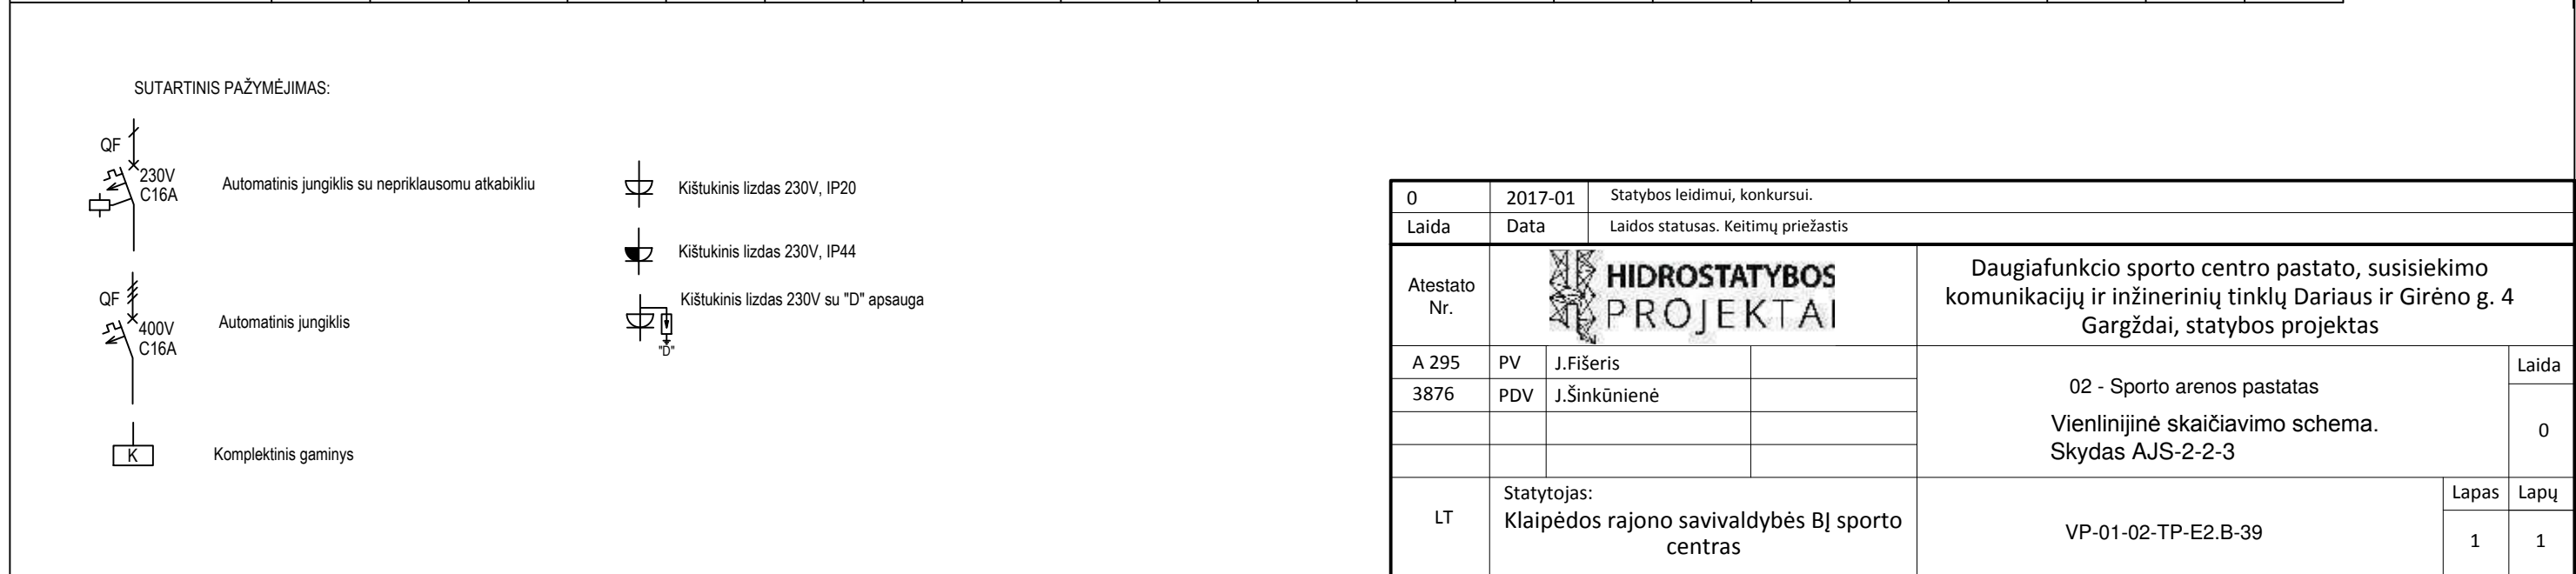 SUTARTINIS PAŽYMĖJIMAS:
QF
230V
C16A
Automatinis jungiklis su nepriklausomu atkabikliu
QF
400V
C16A
Automatinis jungiklis
K
Komplektinis gaminys
Kištukinis lizdas 230V, IP20
Kištukinis lizdas 230V, IP44
Kištukinis lizdas 230V su "D" apsauga
"D"
0 2017-01 Statybos leidimui, konkursui.
Laida Data Laidos statusas. Keitimų priežastis
Atestato
Nr.
HIDROSTATYBOS
PROJEKTAI
Daugiafunkcio sporto centro pastato, susisiekimo
komunikacijų ir inžinerinių tinklų Dariaus ir Girėno g. 4
Gargždai, statybos projektas
A 295 PV J.Fišeris
3876 PDV J.Šinkūnienė
02 - Sporto arenos pastatas
Vienlinijinė skaičiavimo schema.
Skydas AJS-2-2-3
Laida
0
LT
Statytojas:
Klaipėdos rajono savivaldybės BĮ sporto
centras
VP-01-02-TP-E2.B-39
Lapas Lapų
1 1